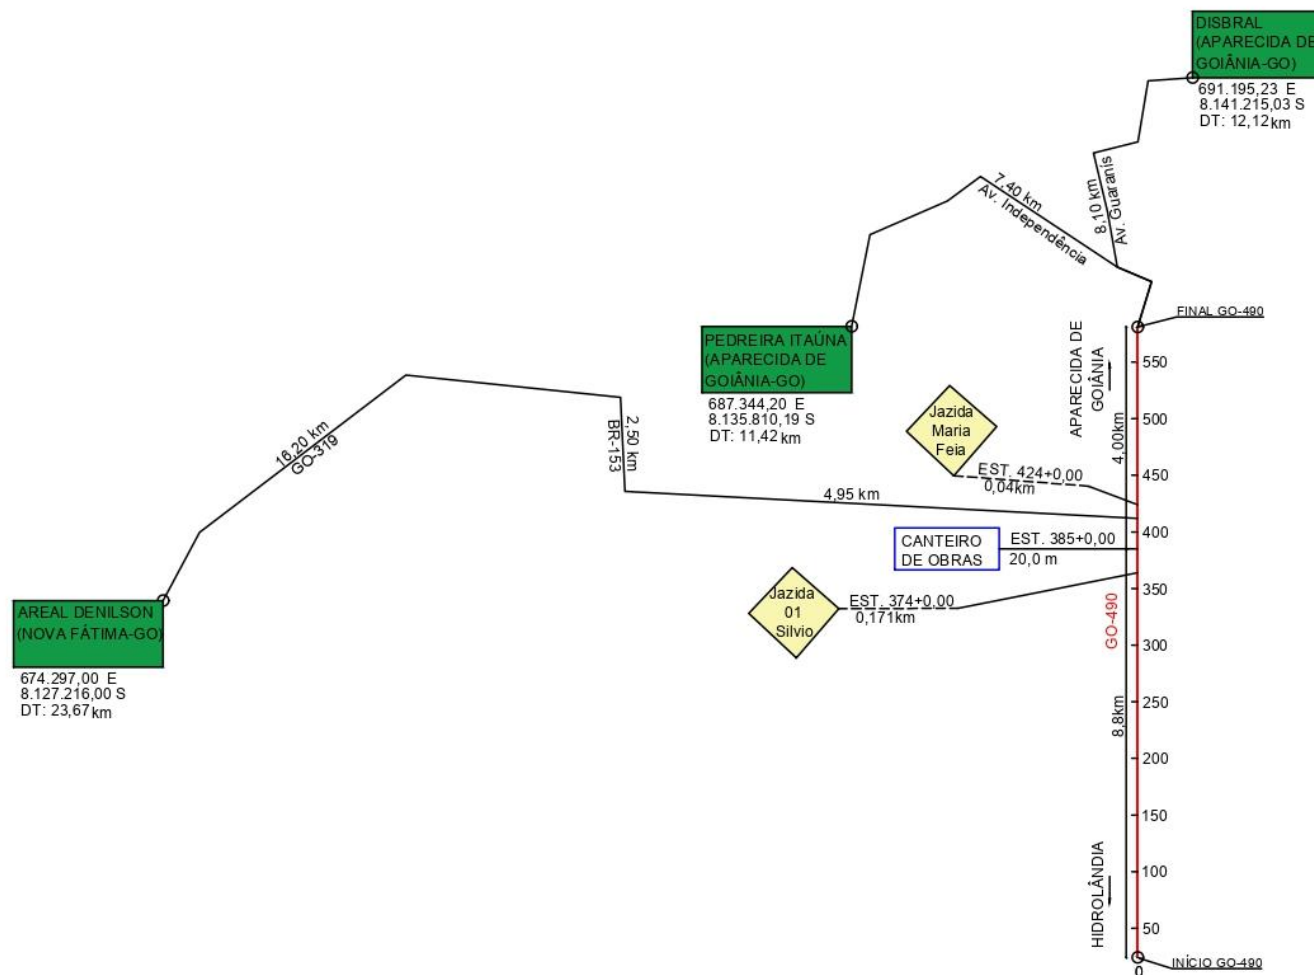 DISBRAL
(APARECIDA DE
GOIÂNIA-GO)
691.195,23 E
8.141.215,03 S
DT: 12,12km
8,10 km
Av. Guaranis
7,40 km
Av. Independência
FINAL GO-490
PEDREIRA ITAÚNA
(APARECIDA DE
GOIÂNIA-GO)
687.344,20 E
8.135.810,19 S
DT: 11,42km
APARECIDA DE
GOIÂNIA
4,00km
550
500
450
400
350
300
250
200
150
100
50
0
Jazida
Maria
Feia
EST. 424+0,00
0,04km
16,20 km
GO-319
2,50 km
BR-153
4,95 km
CANTEIRO
DE OBRAS
EST. 385+0,00
20,0 m
Jazida
01
Silvio
EST. 374+0,00
0,171km
GO-490
AREAL DENILSON
(NOVA FÁTIMA-GO)
674.297,00 E
8.127.216,00 S
DT: 23,67km
8,8km
HIDROLÂNDIA
INÍCIO GO-490